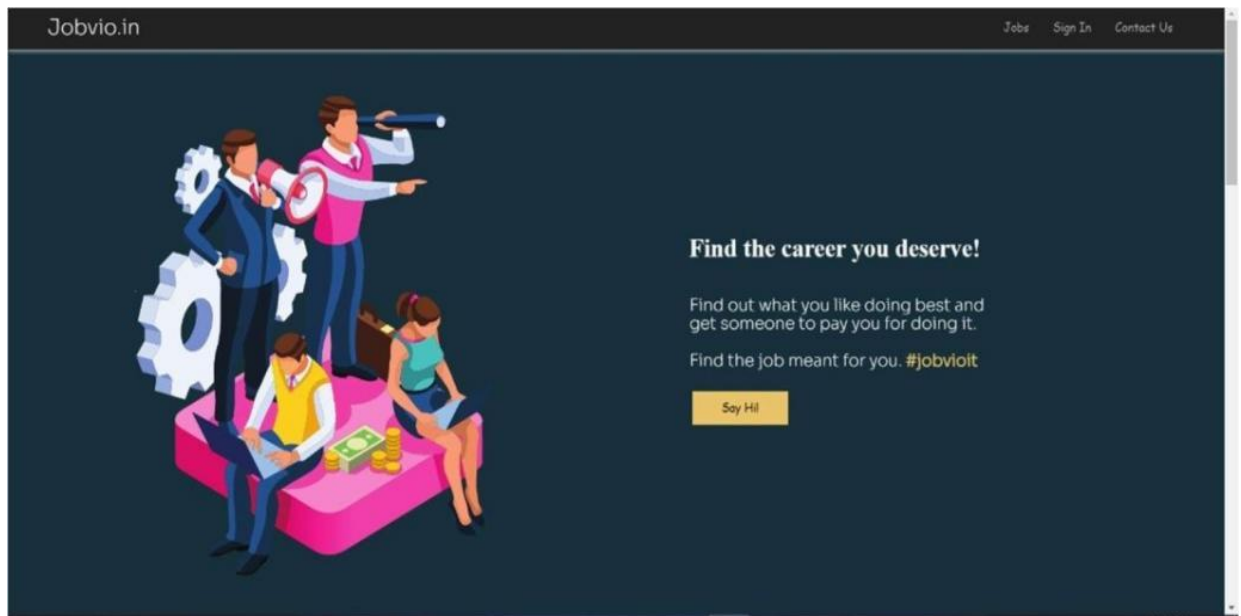 Jobvio.in
Jobs Sign In Contact Us
Find the career you deserve!
Find out what you like doing best and
get someone to pay you for doing it.
Find the job meant for you. #jobvioit
Say Hi!